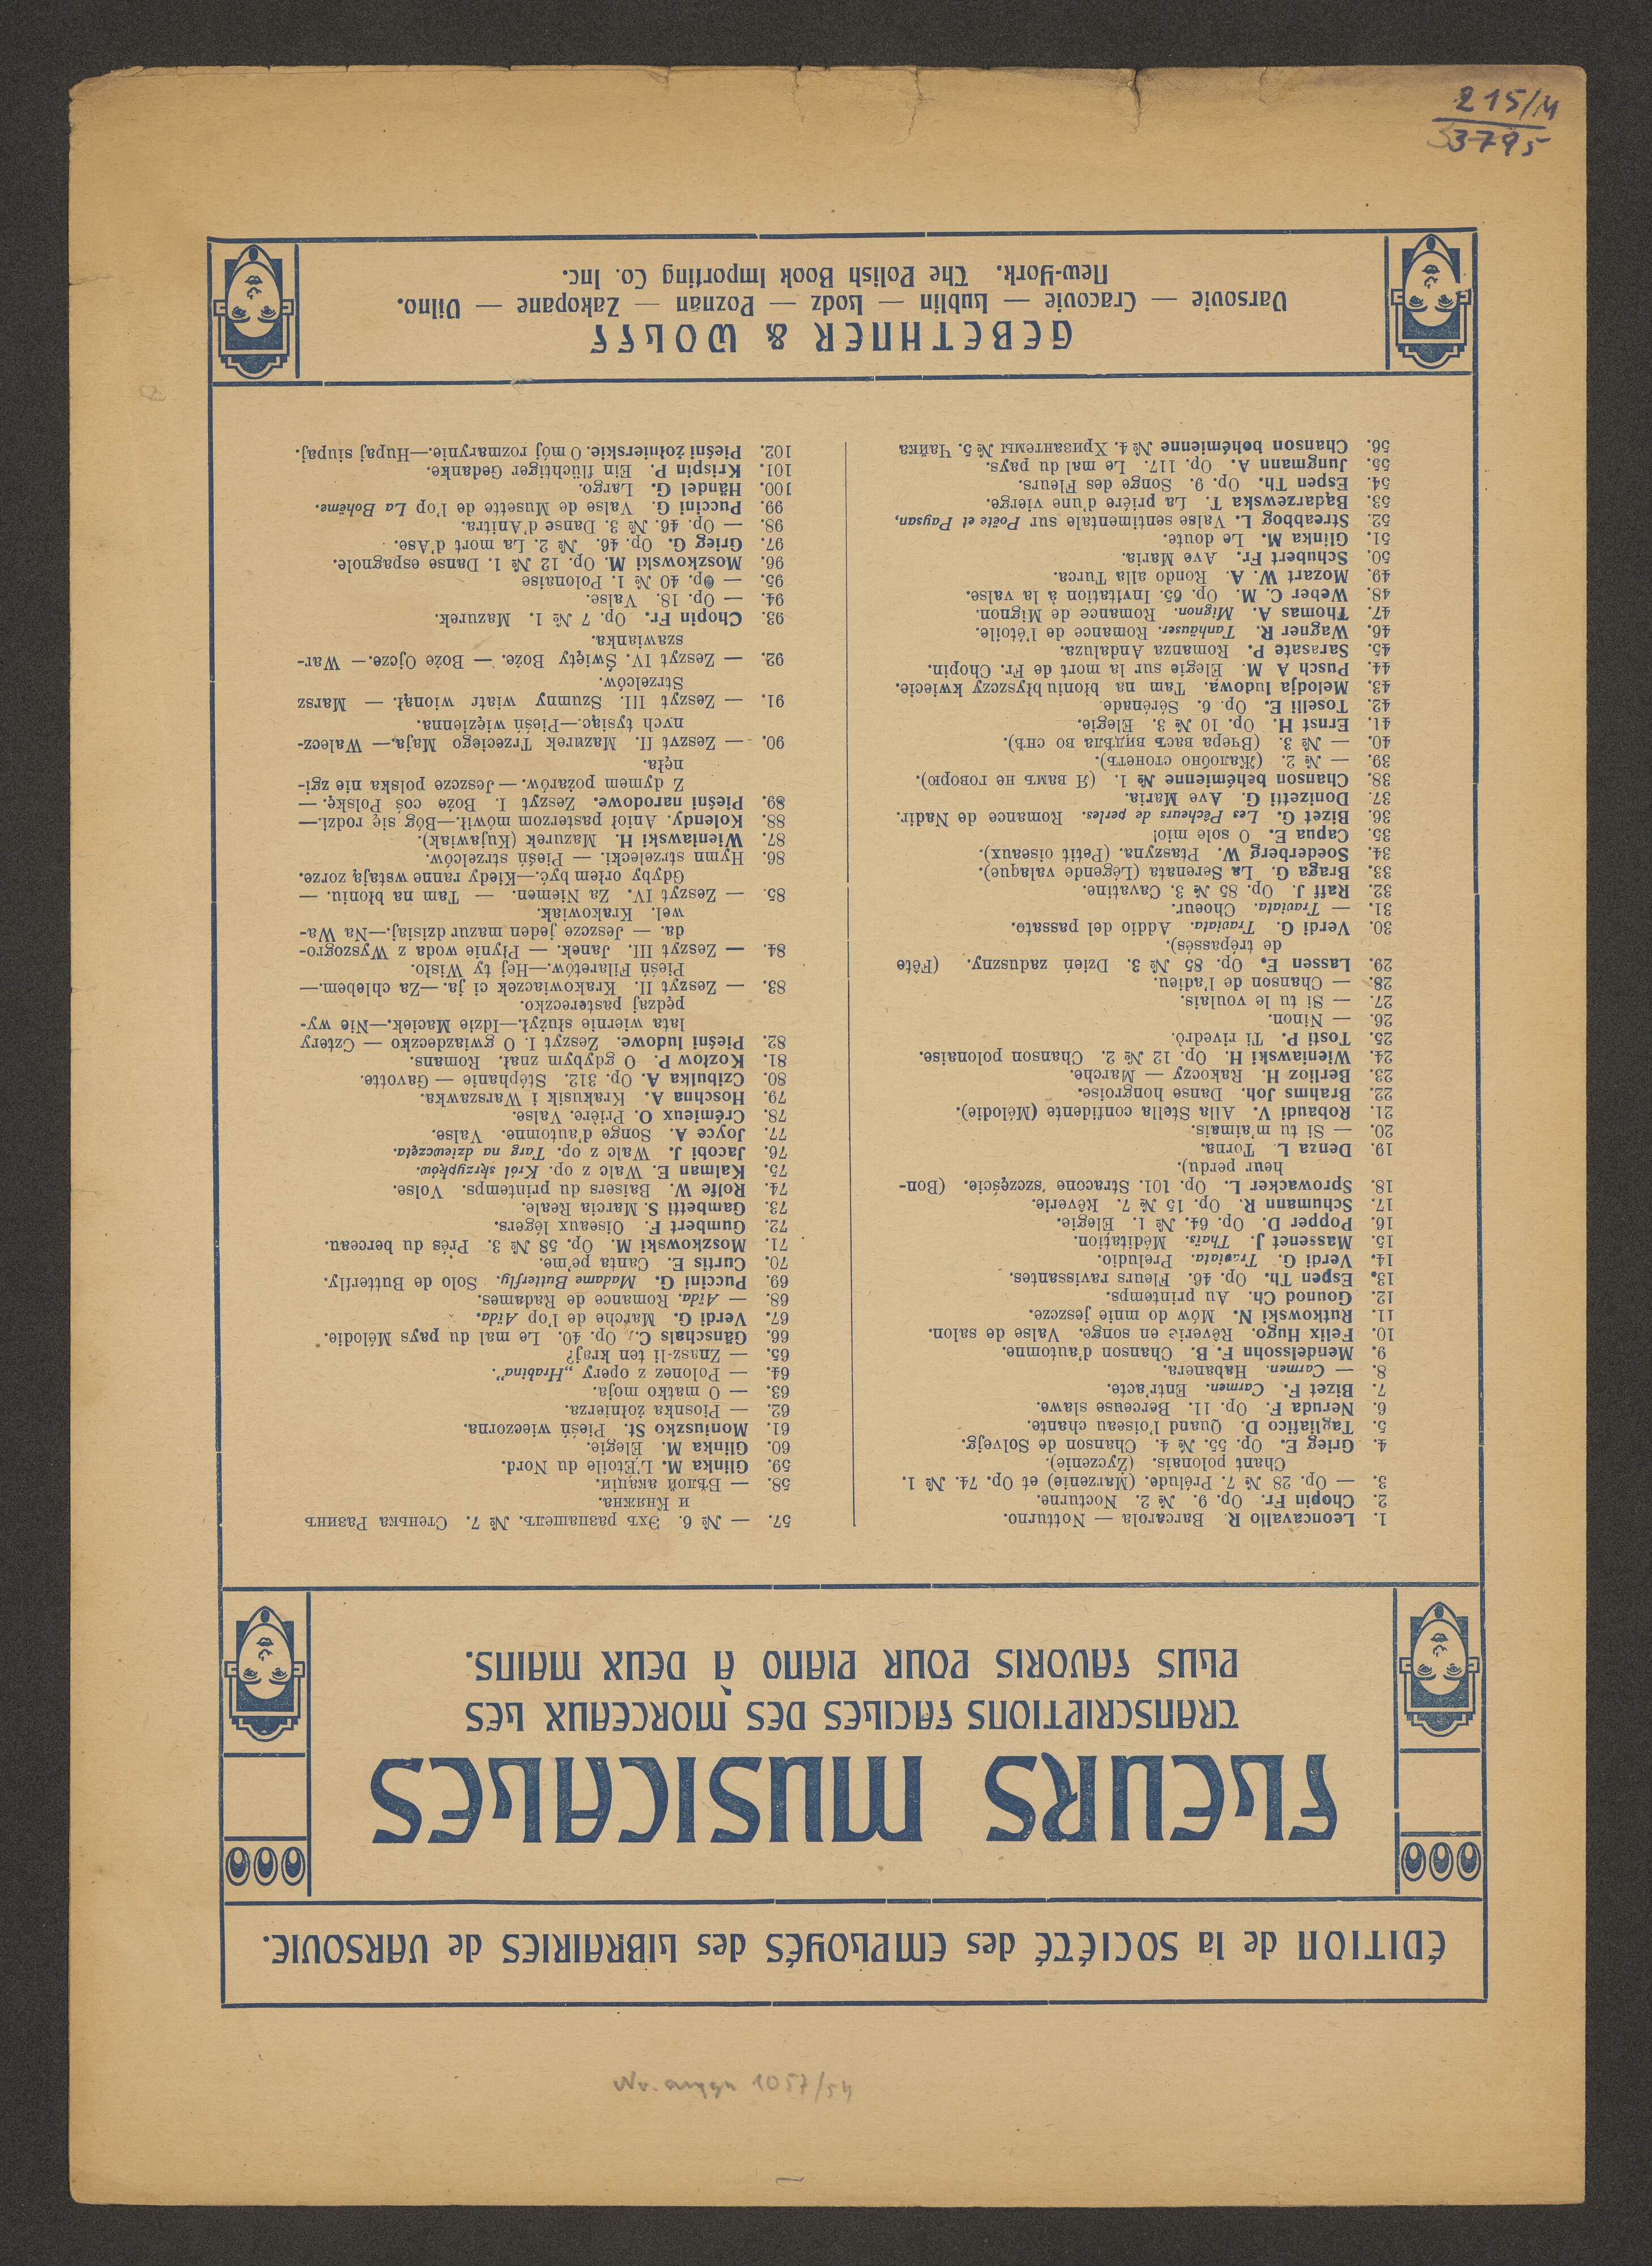 ÉDITION de la SOCIÉTÉ des EMPLOYÉS des LIBRAIRIES de VARSOVIE.
FLEURS MUSICALES
TRANSCRIPTIONS FACILES DES MORCEAUX LES
PLUS FAVORIS POUR PIANO À DEUX MAINS.
1. Leoncavallo R. Barcarola — Notturno.
2. Chopin Fr. Op. 9. № 2. Nocturne.
3. — Op. 28 № 7. Prélude. (Marzenie) et Op. 74. № 1.
Chant polonais. (Życzenie).
4. Grieg E. Op. 55. № 4. Chanson de Solvejg.
5. Tagliafico D. Quand l'oiseau chante.
6. Neruda F. Op. 11. Berceuse slawe.
7. Bizet F. Carmen. Entr'acte.
8. — Carmen. Habanera.
9. Mendelssohn F. B. Chanson d'automne.
10. Felix Hugo. Rêverie en songe. Valse de salon.
11. Rutkowski N. Mów do mnie jeszcze.
12. Gounod Ch. Au printemps.
13. Espen Th. Op. 46. Fleurs ravissantes.
14. Verdi G. Traviata. Preludio.
15. Massenet J. Thaïs. Méditation.
16. Popper D. Op. 64. № 1. Elegie.
17. Schumann R. Op. 15 № 7. Rêverie.
18. Sprowacker L. Op. 101. Stracone szczęście. (Bon-
heur perdu).
19. Denza L. Torna.
20. — Si tu m'aimais.
21. Robaudi V. Alla Stella confidente (Mélodie).
22. Brahms Joh. Danse hongroise.
23. Berlioz H. Rakoczy — Marche.
24. Wieniawski H. Op. 12 № 2. Chanson polonaise.
25. Tosti P. Ti rivedrò.
26. — Ninon.
27. — Si tu le voulais.
28. — Chanson de l'adieu.
29. Lassen E. Op. 85 № 3. Dzień zaduszny. (Fête
de trépassés).
30. Verdi G. Traviata. Addio del passato.
31. — Traviata. Choeur.
32. Raff J. Op. 85 № 3. Cavatine.
33. Braga G. La Serenata (Légende valaque).
34. Soederberg W. Ptaszyna. (Petit oiseaux).
35. Capua E. O sole mio!
36. Bizet G. Les Pêcheurs de perles. Romance de Nadir.
37. Donizetti G. Ave Maria.
38. Chanson bohémienne № 1. (Я вамъ не говорю).
39. — № 2. (Жалобно стонетъ).
40. — № 3. (Вчера васъ видѣла во снѣ).
41. Ernst H. Op. 10 № 3. Elegie.
42. Toselli E. Op. 6. Sérénade.
43. Melodja ludowa. Tam na błoniu błyszczy kwiecie.
44. Pusch A M. Elegie sur la mort de Fr. Chopin.
45. Sarasate P. Romanza Andaluza.
46. Wagner R. Tanhäuser. Romance de l'étoile.
47. Thomas A. Mignon. Romance de Mignon.
48. Weber C. M. Op. 65. Invitation à la valse.
49. Mozart W. A. Rondo alla Turca.
50. Schubert Fr. Ave Maria.
51. Glinka M. Le doute.
52. Streabbog L. Valse sentimentale sur Poëte et Paysan,
53. Bądarzewska T. La prière d'une vierge.
54. Espen Th. Op. 9. Songe des Fleurs.
55. Jungmann A. Op. 117. Le mal du pays.
56. Chanson bohémienne № 4. Хризантемы № 5. Чайка
57. — № 6. Эхъ распашелъ. № 7. Стенька Разинъ
и Княжна.
58. — Бѣлой акаціи.
59. Glinka M. L'Étoile du Nord.
60. Glinka M. Elegie.
61. Moniuszko St. Pieśń wieczorna.
62. — Piosnka żołnierza.
63. — O matko moja.
64. — Polonez z opery „Hrabina".
65. — Znasz-li ten kraj?
66. Gänschals C. Op. 40. Le mal du pays Mélodie.
67. Verdi G. Marche de l'op Aida.
68. — Aida. Romance de Radames.
69. Puccini G. Madame Butterfly. Solo de Butterfly.
70. Curtis E. Canta pe'me.
71. Moszkowski M. Op. 58 № 3. Prés du berceau.
72. Gumbert F. Oiseaux légers.
73. Gambetti S. Marcia Reale.
74. Rolfe W. Baisers du printemps. Volse.
75. Kalman E. Walc z op. Król skrzypków.
76. Jacobi J. Walc z op. Targ na dziewczęta.
77. Joyce A. Songe d'automne. Valse.
78. Crémieux O. Prière. Valse.
79. Hoschna A. Krakusik i Warszawka.
80. Czibulka A. Op. 312. Stéphanie — Gavotte.
81. Kozłow P. O gdybym znał. Romans.
82. Pieśni ludowe. Zeszyt I. O gwiazdeczko — Cztery
lata wiernie służył.—Idzie Maciek.—Nie wy-
pędzaj pastereczko.
83. — Zeszyt II. Krakowiaczek ci ja.—Za chlebem.—
Pieśń Filaretów.—Hej ty Wisło.
84. — Zeszyt III. Janek. — Płynie woda z Wyszogro-
da. — Jeszcze jeden mazur dzisiaj.—Na Wa-
wel. Krakowiak.
85. — Zeszyt IV. Za Niemen. — Tam na błoniu. —
Gdyby orłem być.—Kiedy ranne wstają zorze.
86. Hymn strzelecki. — Pieśń strzelców.
87. Wieniawski H. Mazurek (Kujawiak).
88. Kolendy. Anioł pasterzom mówił.—Bóg się rodzi.—
89. Pieśni narodowe. Zeszyt I. Boże coś Polskę. —
Z dymem pożarów.—Jeszcze polska nie zgi-
nęła.
90. — Zeszyt II. Mazurek Trzeciego Maja.— Walecz-
nych tysiąc.—Pieśń więzienna.
91. — Zeszyt III. Szumny wiatr wionął. — Marsz
Strzelców.
92. — Zeszyt IV. Święty Boże. — Boże Ojcze.— War-
szawianka.
93. Chopin Fr. Op. 7 № 1. Mazurek.
94. — Op. 18. Valse.
95. — Op. 40 № 1. Polonaise
96. Moszkowski M. Op. 12 № 1. Danse espagnole.
97. Grieg G. Op. 46. № 2. La mort d'Ase.
98. — Op. 46. № 3. Danse d'Anitra.
99. Puccini G. Valse de Musette de l'op La Bohême.
100. Händel G. Largo.
101. Krispin P. Ein flüchtiger Gedanke.
102. Pieśni żołnierskie. O mój rozmarynie.—Hupaj siupaj.
GEBETHNER & WOLFF
Varsovie — Cracovie — Lublin — Lodz — Poznań — Zakopane — Vilno.
New-York. The Polish Book Importing Co. Inc.
215/M
3795
1057/54